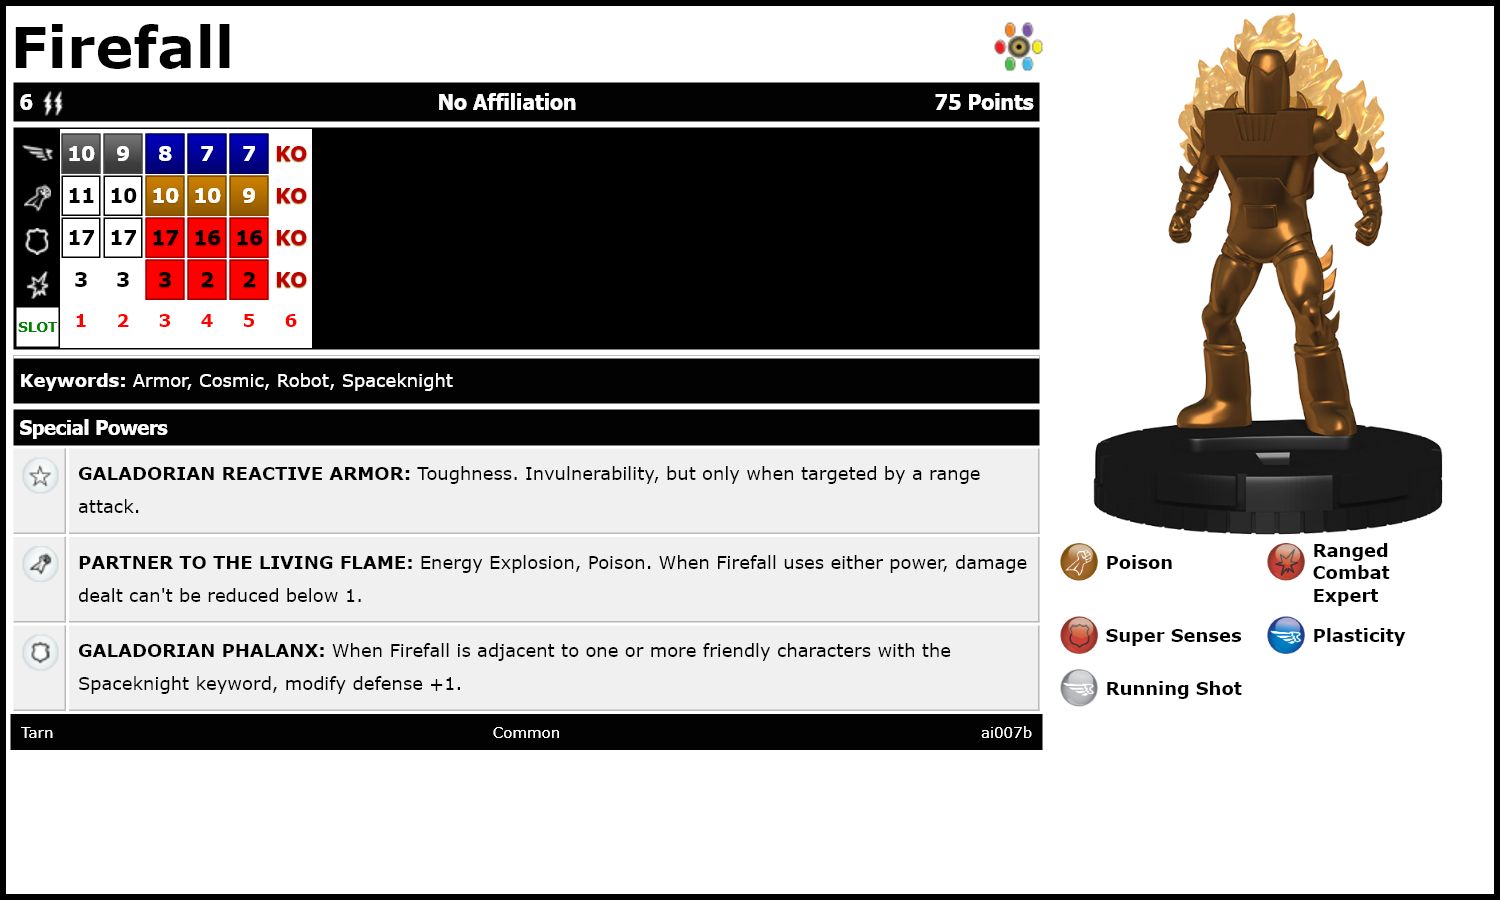 Firefall
6 No Affiliation 75 Points
10 9 8 7 7 KO
11 10 10 10 9 KO
17 17 17 16 16 KO
3 3 3 2 2 KO
SLOT 1 2 3 4 5 6
Keywords: Armor, Cosmic, Robot, Spaceknight
Special Powers
GALADORIAN REACTIVE ARMOR: Toughness. Invulnerability, but only when targeted by a range
attack.
PARTNER TO THE LIVING FLAME: Energy Explosion, Poison. When Firefall uses either power, damage
dealt can't be reduced below 1.
GALADORIAN PHALANX: When Firefall is adjacent to one or more friendly characters with the
Spaceknight keyword, modify defense +1.
Tarn Common ai007b
Poison
Ranged
Combat
Expert
Super Senses
Plasticity
Running Shot